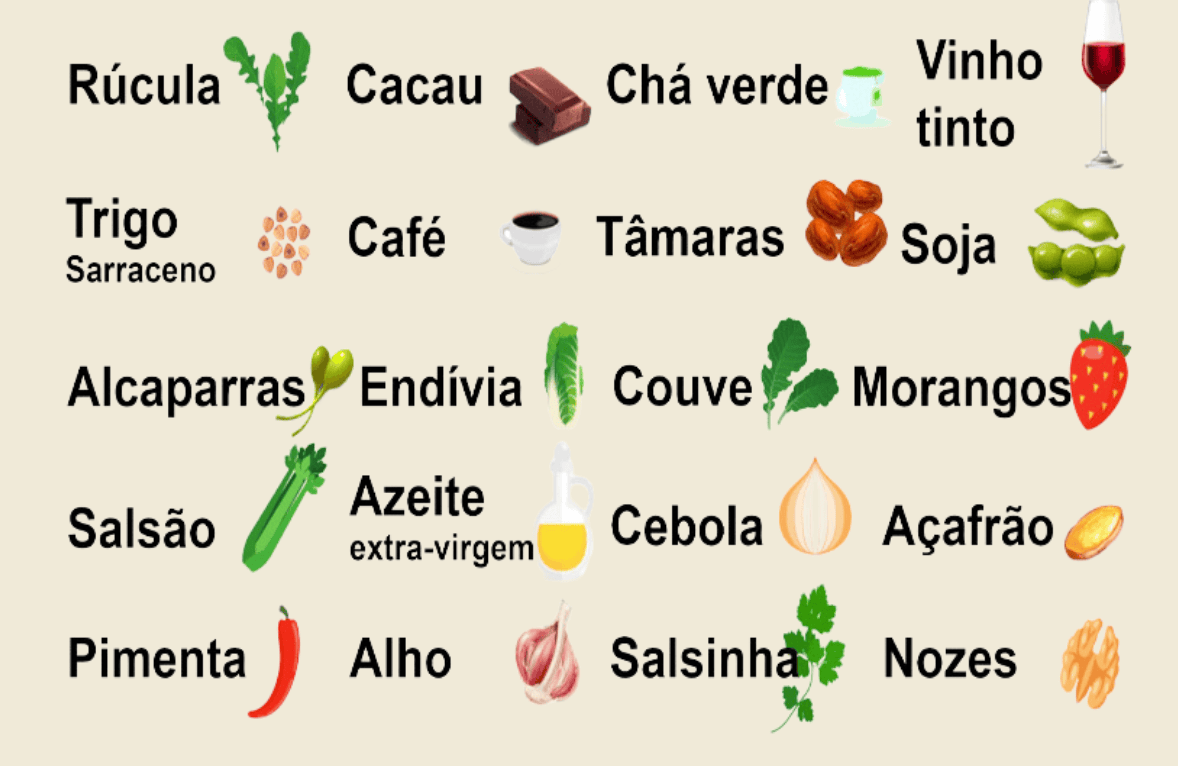 Rúcula
Cacau
Chá verde
Vinho
tinto
Trigo
Sarraceno
Café
Tâmaras
Soja
Alcaparras
Endívia
Couve
Morangos
Salsão
Azeite
extra-virgem
Cebola
Açafrão
Pimenta
Alho
Salsinha
Nozes